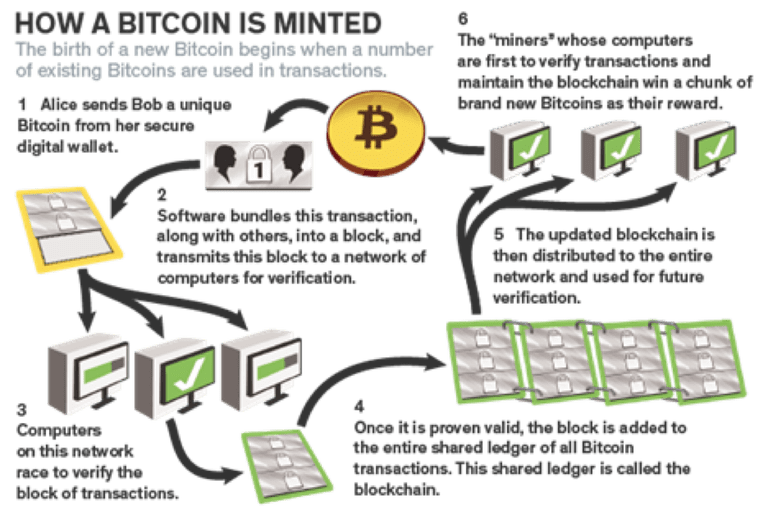 HOW A BITCOIN IS MINTED
The birth of a new Bitcoin begins when a number
of existing Bitcoins are used in transactions.
1 Alice sends Bob a unique
Bitcoin from her secure
digital wallet.
1
2
Software bundles this transaction,
along with others, into a block, and
transmits this block to a network of
computers for verification.
3
Computers
on this network
race to verify the
block of transactions.
4
Once it is proven valid, the block is added to
the entire shared ledger of all Bitcoin
transactions. This shared ledger is called the
blockchain.
5 The updated blockchain is
then distributed to the entire
network and used for future
verification.
6
The “miners” whose computers
are first to verify transactions and
maintain the blockchain win a chunk of
brand new Bitcoins as their reward.